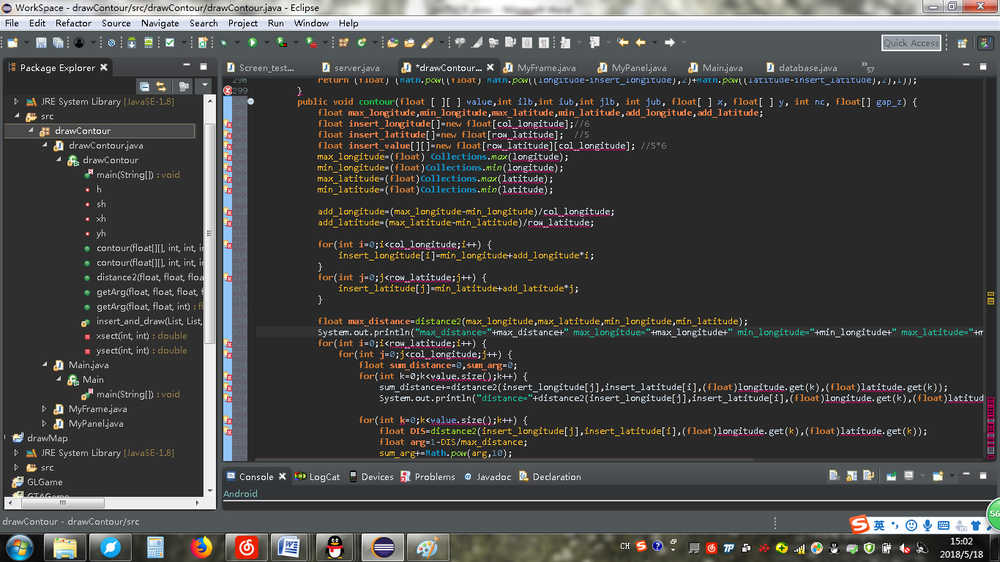 WorkSpace - drawContour/src/drawContour/drawContour.java - Eclipse
File Edit Refactor Source Navigate Search Project Run Window Help
Quick Access
Package Explorer
Screen_test...
server.java
*drawContour...
MyFrame.java
MyPanel.java
Main.java
database.java
57
JRE System Library [JavaSE-1.8]
src
drawContour
drawContour.java
drawContour
main(String[]) : void
h
sh
xh
yh
contour(float[][], int, int, in
contour(float[][], int, int, in
distance2(float, float, floa
getArg(float, float, float, f
getArg(float, float, int) : fl
insert_and_draw(List, List,
xsect(int, int) : double
ysect(int, int) : double
Main.java
Main
main(String[]) : void
MyFrame.java
MyPanel.java
drawMap
JRE System Library [JavaSE-1.8]
src
GLGame
GTAGame
298 return (float) (Math.pow((float) Math.pow((longitude-insert_longitude),2)+Math.pow((latitude-insert_latitude),2),1));
299 }
public void contour(float [ ][ ] value,int ilb,int iub,int jlb, int jub, float[ ] x, float[ ] y, int nc, float[] gap_z) {
float max_longitude,min_longitude,max_latitude,min_latitude,add_longitude,add_latitude;
float insert_longitude[]=new float[col_longitude];//6
float insert_latitude[]=new float[row_latitude];  //5
float insert_value[][]=new float[row_latitude][col_longitude]; //5*6
max_longitude=(float) Collections.max(longitude);
min_longitude=(float)Collections.min(longitude);
max_latitude=(float)Collections.max(latitude);
min_latitude=(float)Collections.min(latitude);
add_longitude=(max_longitude-min_longitude)/col_longitude;
add_latitude=(max_latitude-min_latitude)/row_latitude;
for(int i=0;i<col_longitude;i++) {
insert_longitude[i]=min_longitude+add_longitude*i;
}
for(int j=0;j<row_latitude;j++) {
insert_latitude[j]=min_latitude+add_latitude*j;
}
float max_distance=distance2(max_longitude,max_latitude,min_longitude,min_latitude);
System.out.println("max_distance="+max_distance+" max_longitdue="+max_longitude+" min_longitude="+min_longitude+" max_latitude="+m
for(int i=0;i<row_latitude;i++) {
for(int j=0;j<col_longitude;j++) {
float sum_distance=0,sum_arg=0;
for(int k=0;k<value.size();k++) {
sum_distance+=distance2(insert_longitude[j],insert_latitude[i],(float)longitude.get(k),(float)latitude.get(k));
System.out.println("distance="+distance2(insert_longitude[j],insert_latitude[i],(float)longitude.get(k),(float)latitud
for(int k=0;k<value.size();k++) {
float DIS=distance2(insert_longitude[j],insert_latitude[i],(float)longitude.get(k),(float)latitude.get(k));
float arg=1-DIS/max_distance;
sum_arg+=Math.pow(arg,10);
Console LogCat Devices Problems Javadoc Declaration
Android
drawContour - drawContour/src
英
56
CH
15:02
2018/5/18